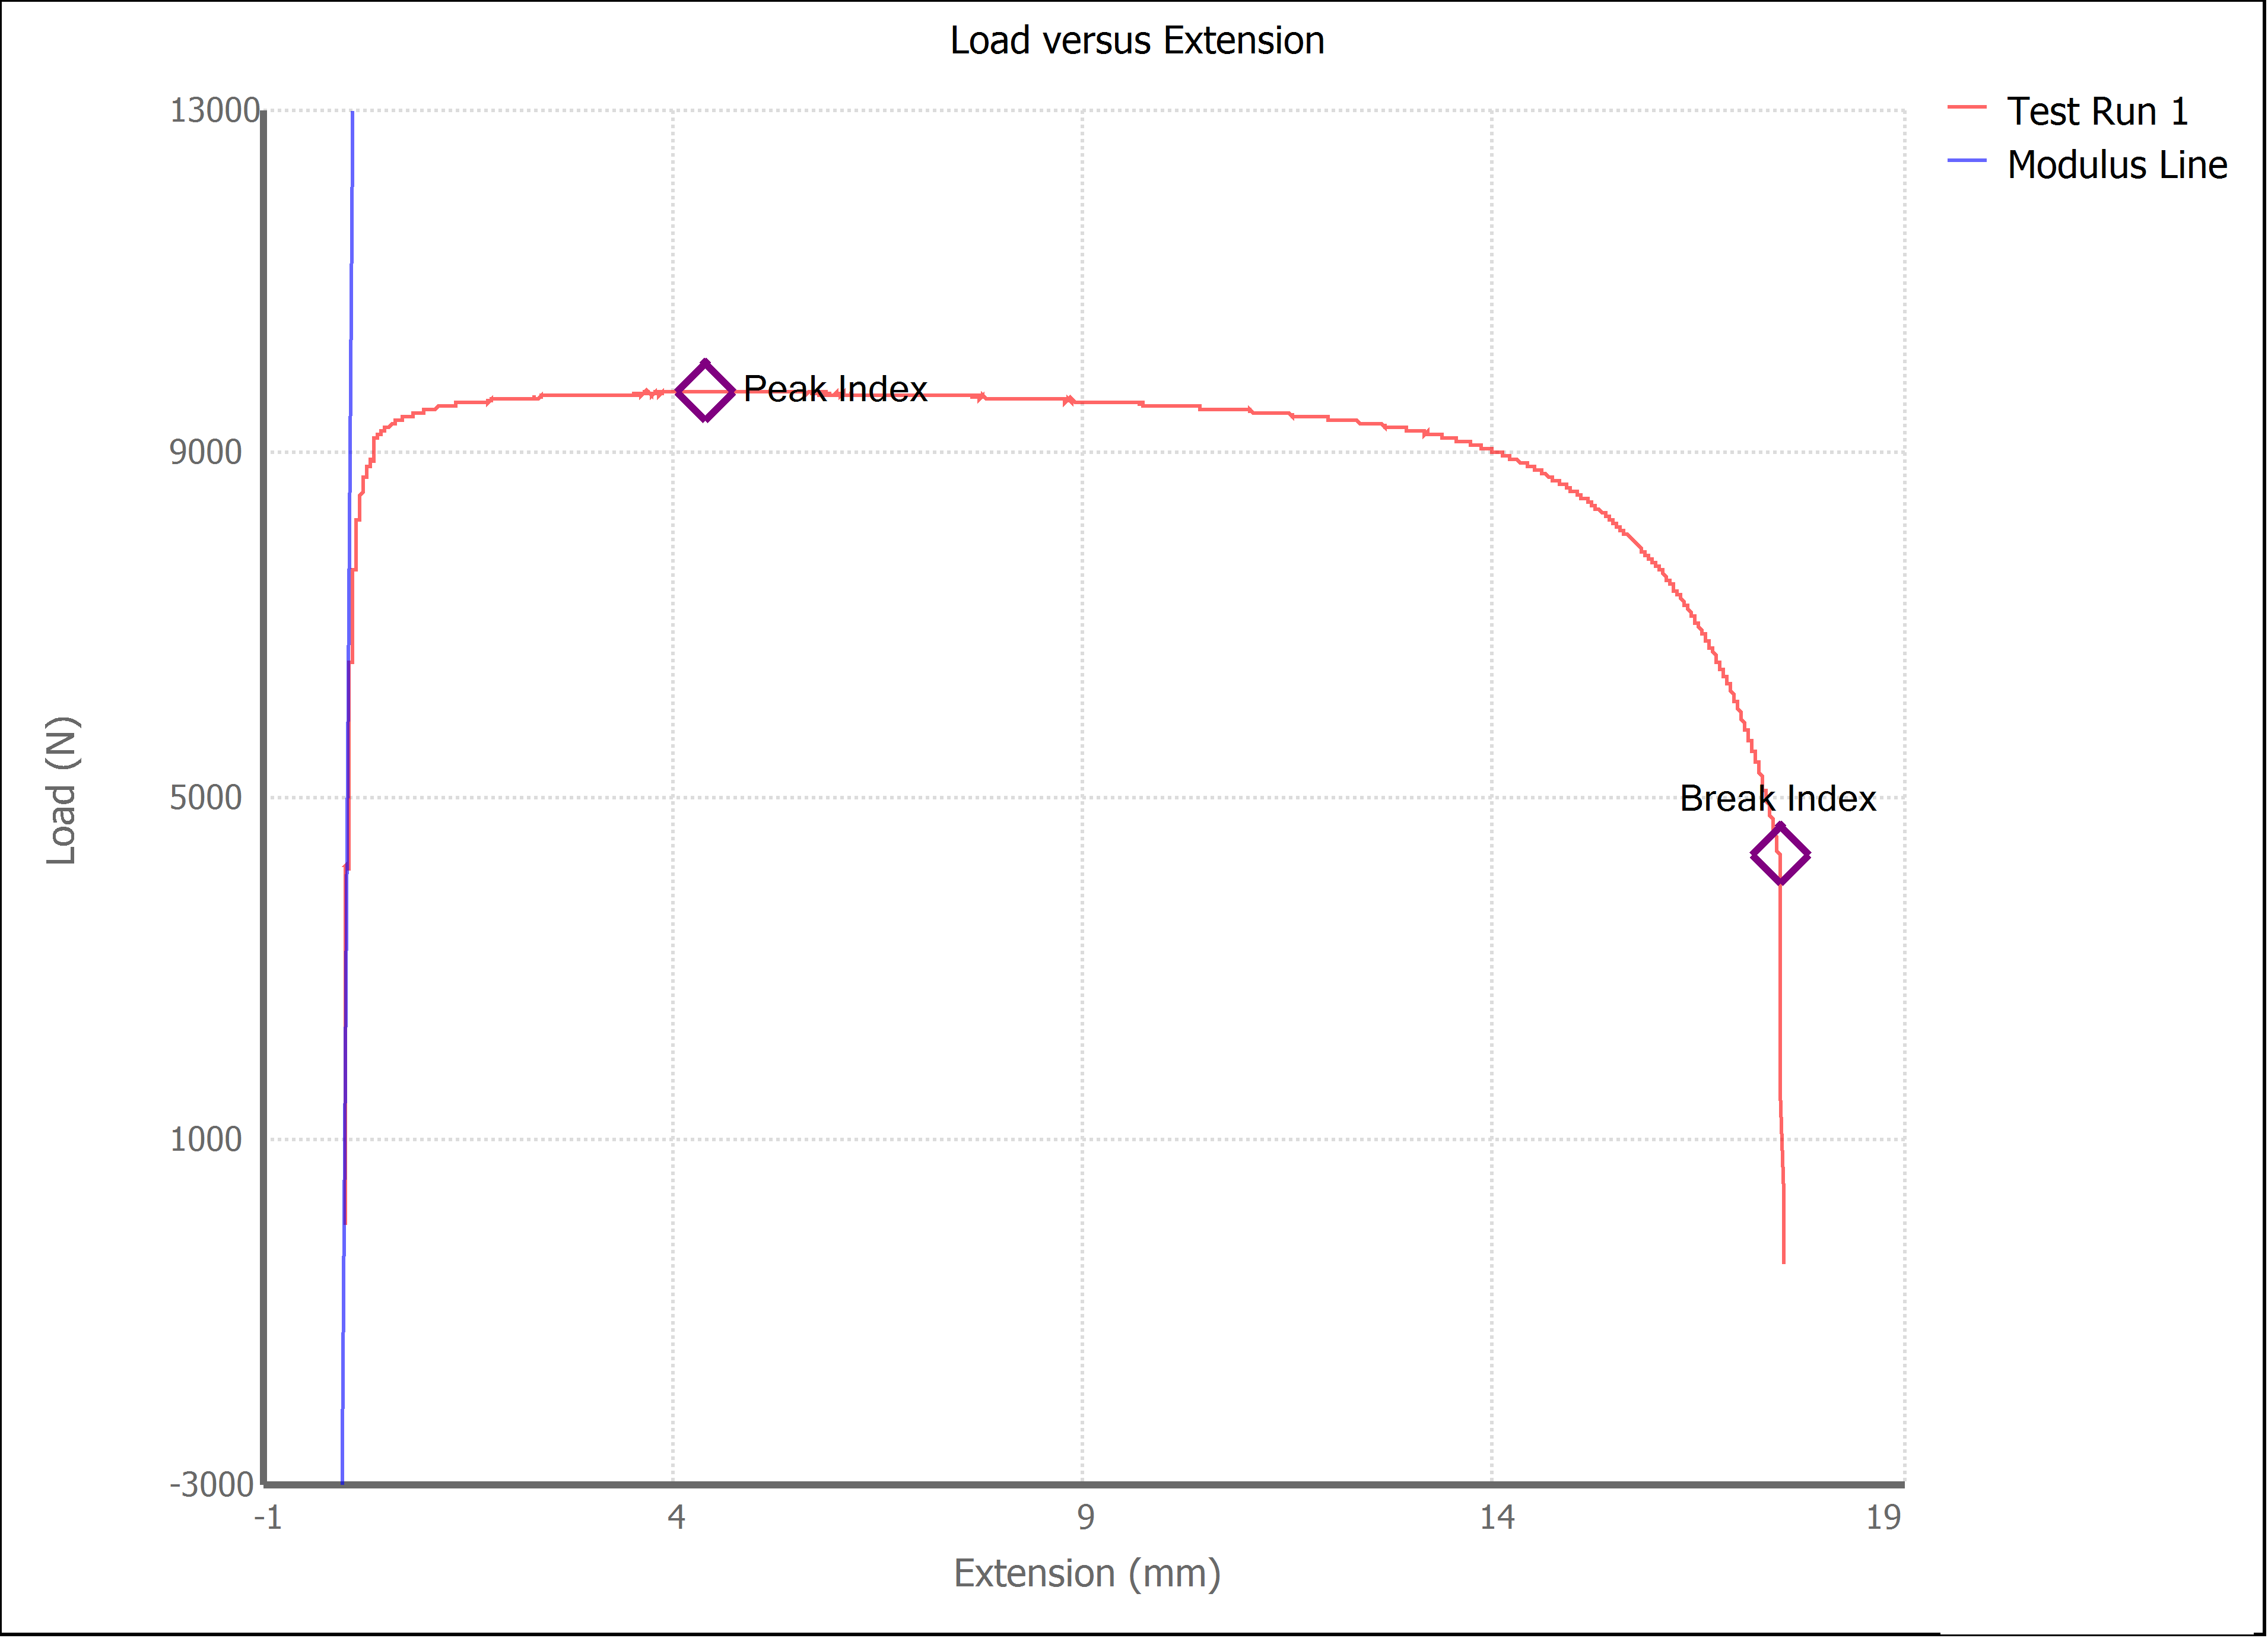 Load versus Extension
13000
9000
5000
1000
-3000
Load (N)
-1
4
9
14
19
Extension (mm)
Peak Index
Break Index
Test Run 1
Modulus Line